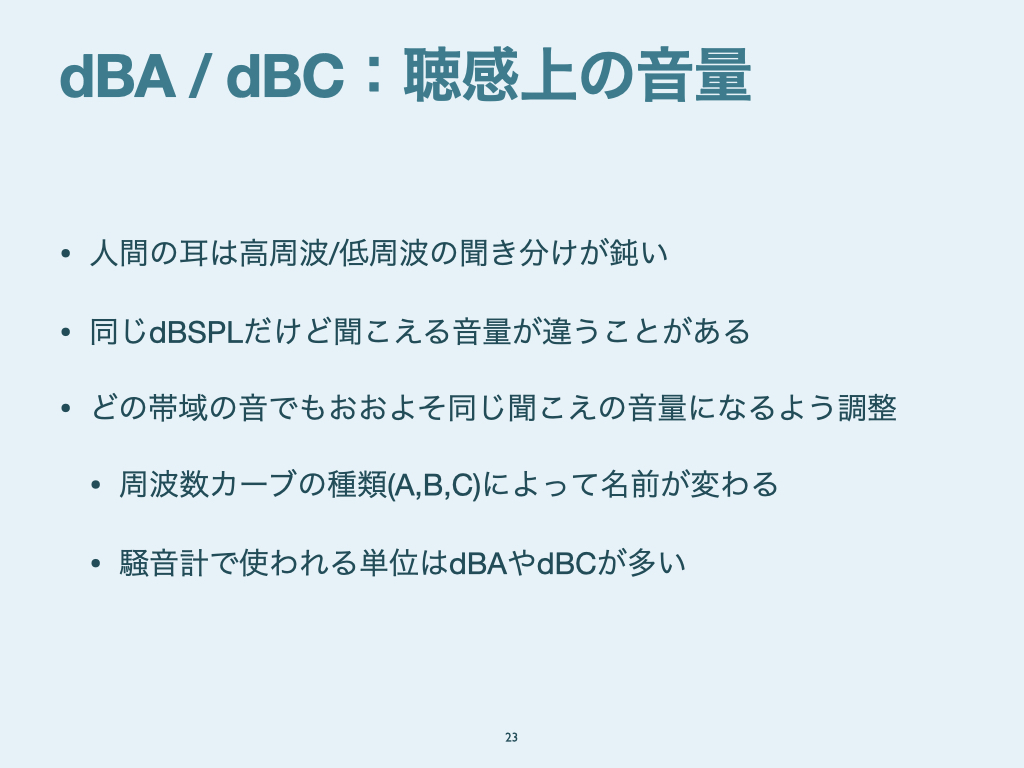 dBA / dBC：聴感上の音量
• 人間の耳は高周波/低周波の聞き分けが鈍い
• 同じdBSPLだけど聞こえる音量が違うことがある
• どの帯域の音でもおおよそ同じ聞こえの音量になるよう調整
• 周波数カーブの種類(A,B,C)によって名前が変わる
• 騒音計で使われる単位はdBAやdBCが多い
23